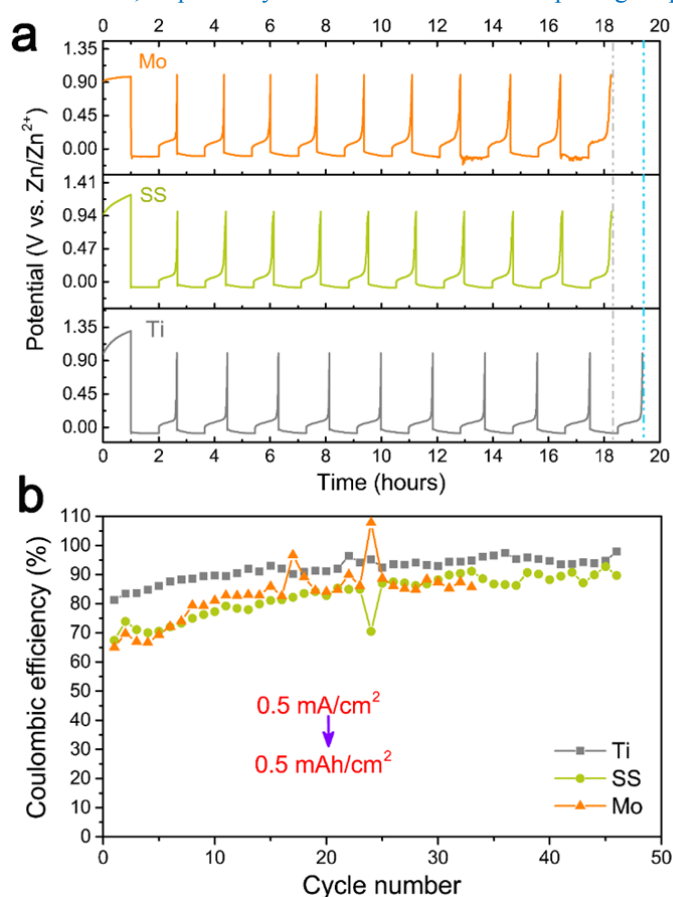 a
0 2 4 6 8 10 12 14 16 18 20
Potential (V vs. Zn/Zn²⁺)
1.35
0.90
0.45
0.00
Mo
1.41
0.94
0.47
0.00
SS
1.35
0.90
0.45
0.00
Ti
0 2 4 6 8 10 12 14 16 18 20
Time (hours)
b
Coulombic efficiency (%)
110
100
90
80
70
60
50
40
30
20
10
0
0.5 mA/cm²
0.5 mAh/cm²
Ti
SS
Mo
0 10 20 30 40 50
Cycle number